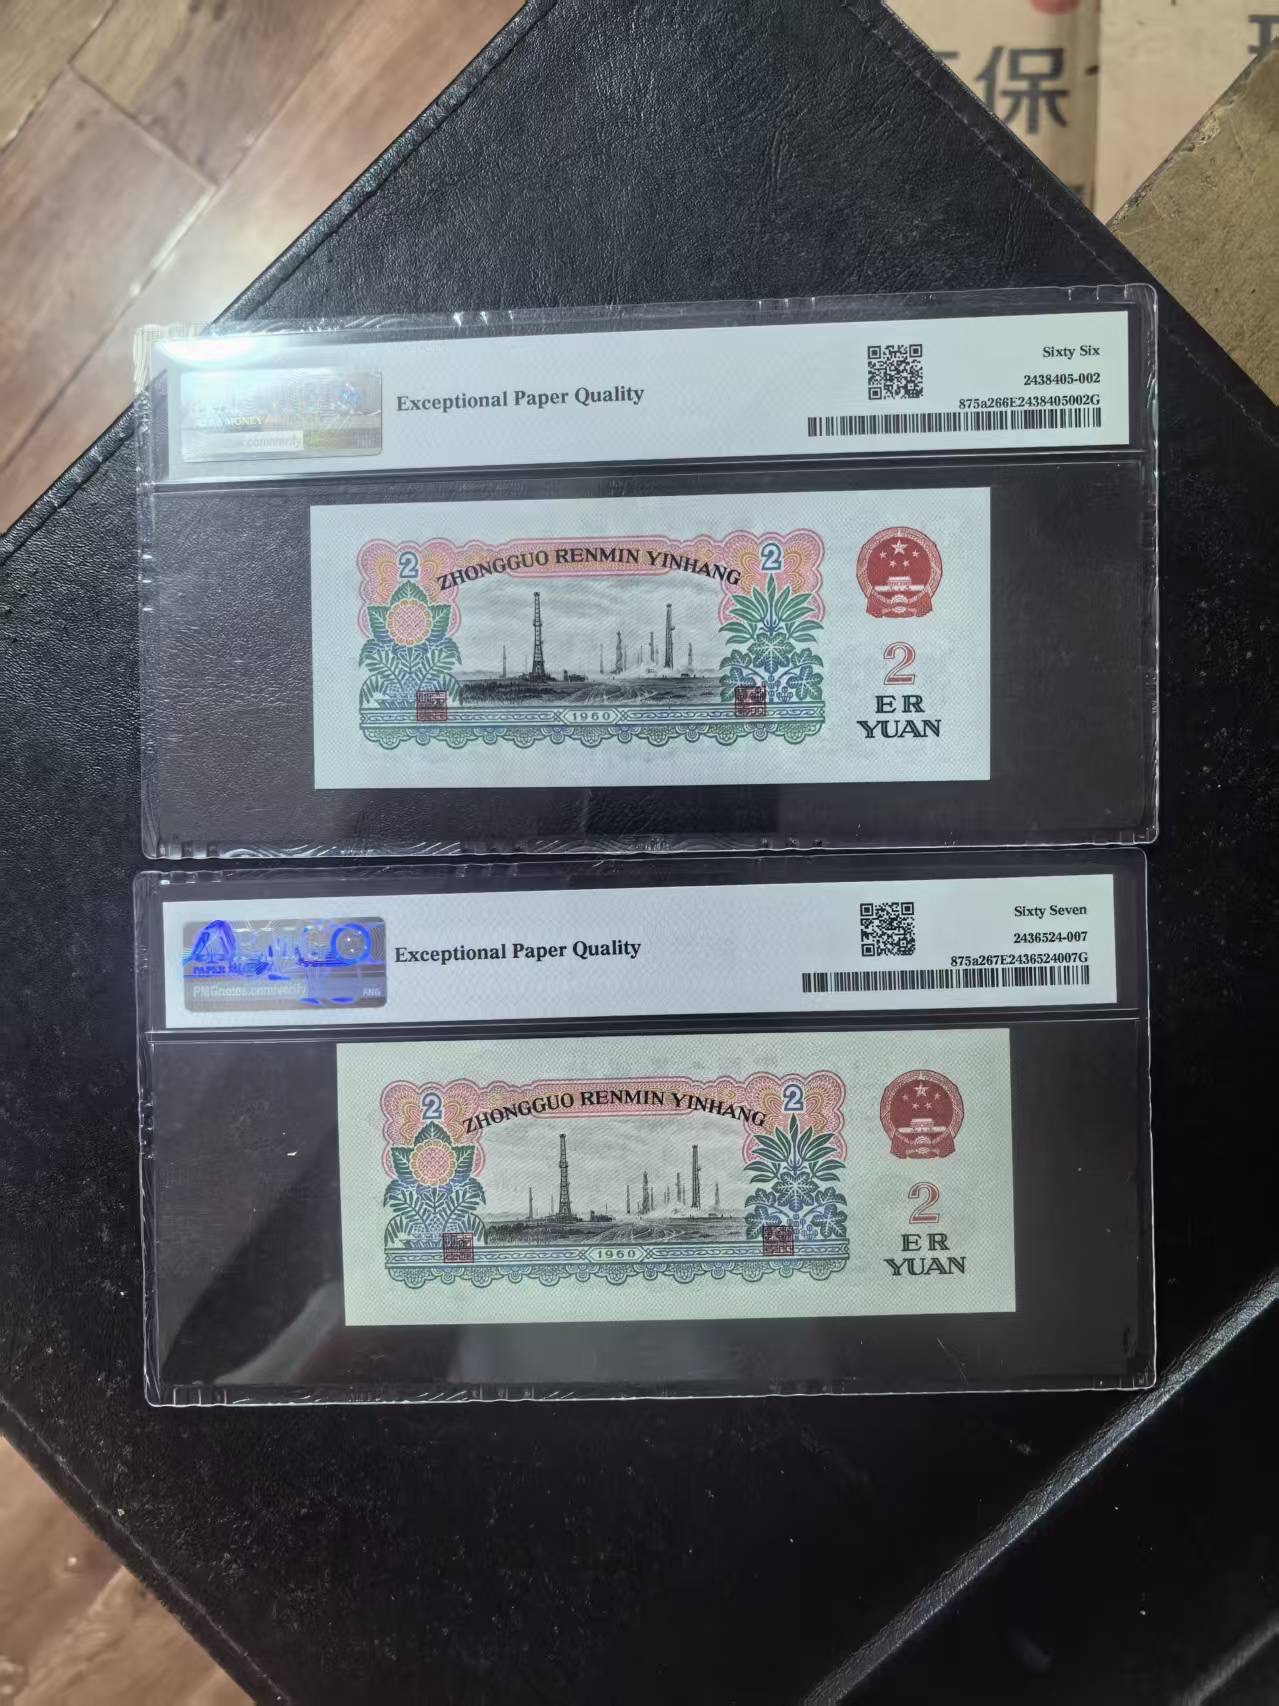 保
Exceptional Paper Quality
Sixty Six
2438405-002
875a266E2438405002G
2 ZHONGGUO RENMIN YINHANG 2
1960
2
ER
YUAN
Exceptional Paper Quality
PMGnotes.com/verify
Sixty Seven
2436524-007
875a267E2436524007G
2 ZHONGGUO RENMIN YINHANG 2
1960
2
ER
YUAN